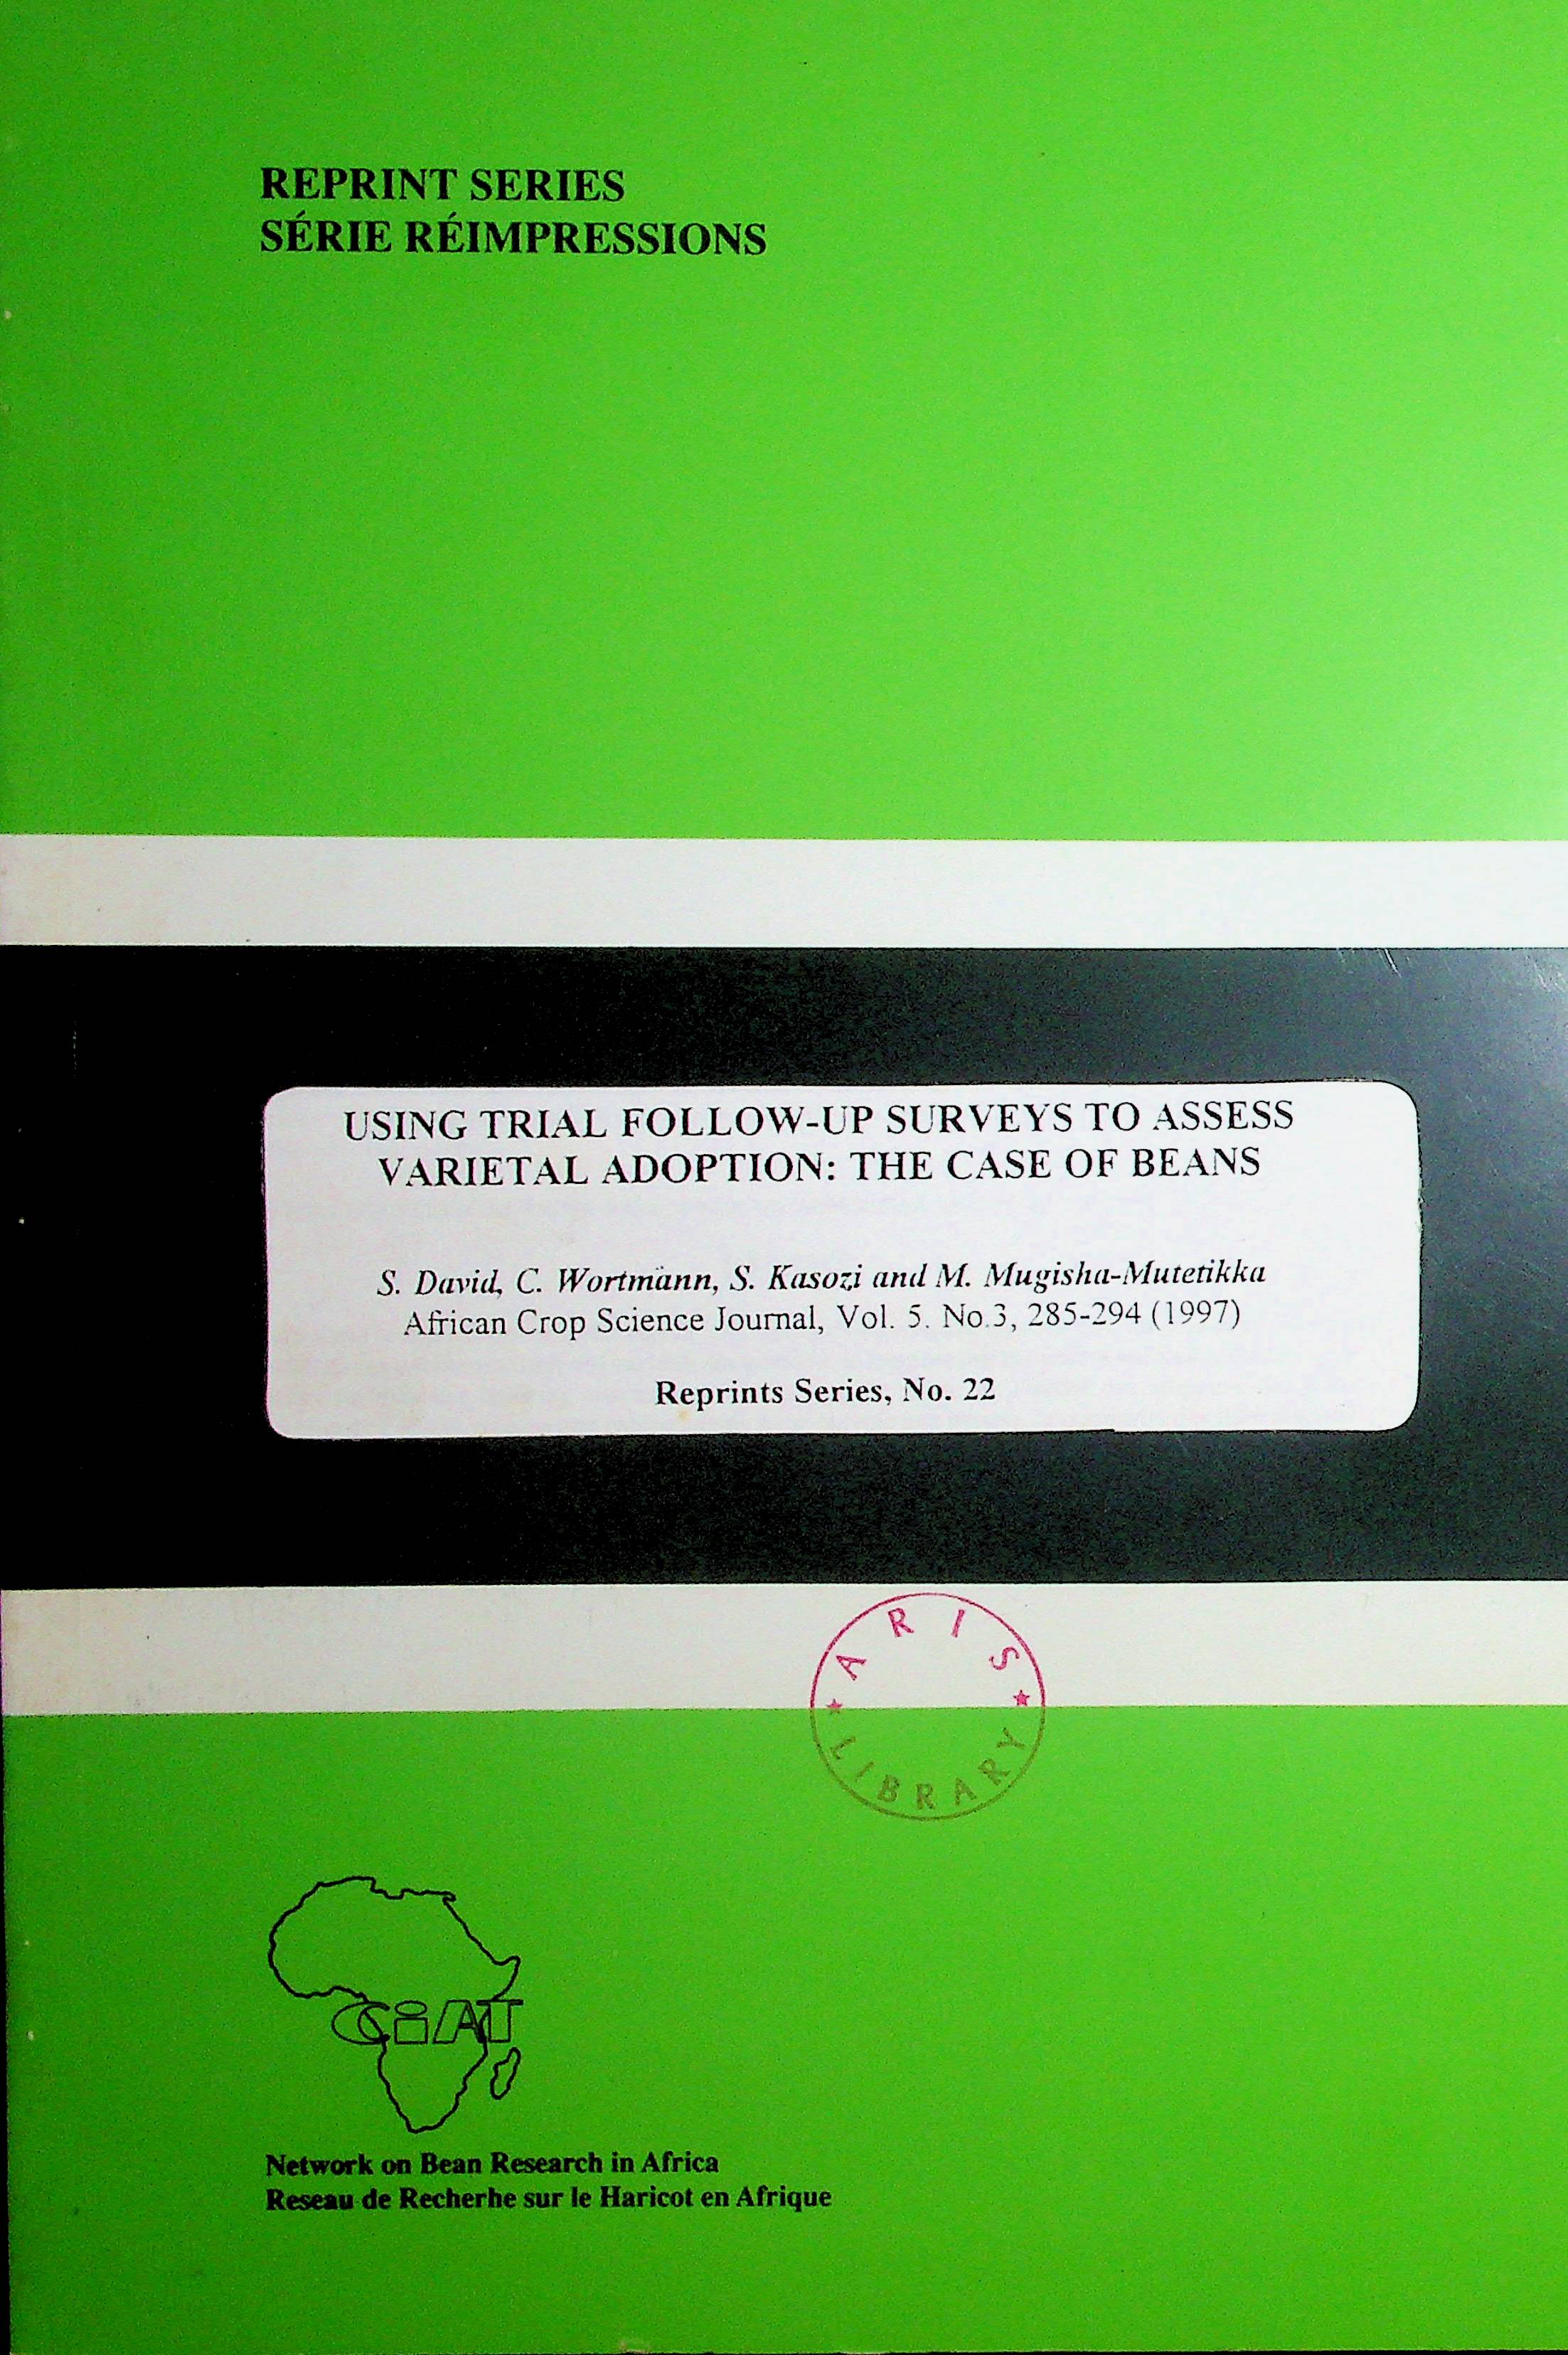 REPRINT SERIES
SÉRIE RÉIMPRESSIONS
USING TRIAL FOLLOW-UP SURVEYS TO ASSESS
VARIETAL ADOPTION: THE CASE OF BEANS
S. David, C. Wortmann, S. Kasozi and M. Mugisha-Mutetikka
African Crop Science Journal, Vol. 5. No.3, 285-294 (1997)
Reprints Series, No. 22
ARIS
LIBRARY
CiAT
Network on Bean Research in Africa
Reseau de Recherhe sur le Haricot en Afrique